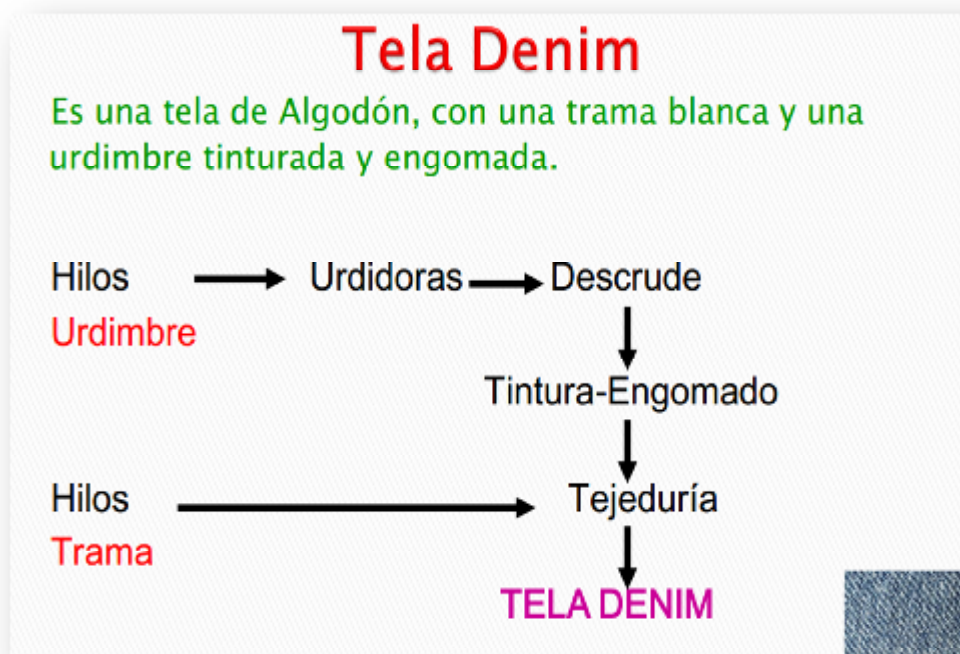 Tela Denim
Es una tela de Algodón, con una trama blanca y una
urdimbre tinturada y engomada.
Hilos Urdidoras Descrude
Urdimbre
Tintura-Engomado
Hilos Tejeduría
Trama
TELA DENIM